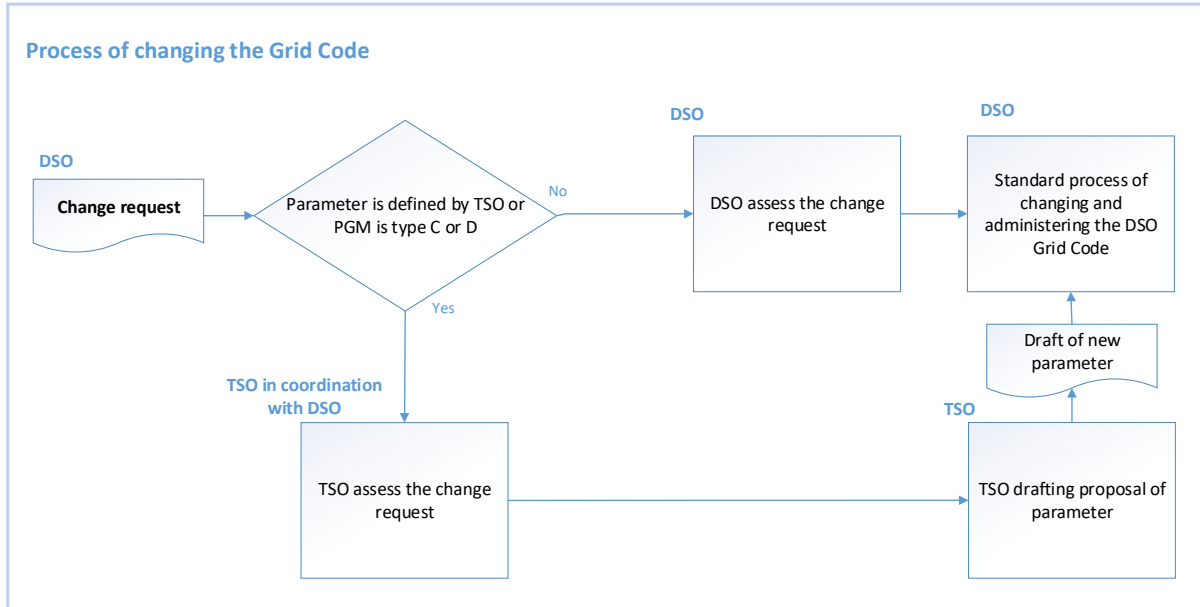 Process of changing the Grid Code
DSO
Change request
Parameter is defined by TSO or
PGM is type C or D
No
Yes
DSO
DSO assess the change
request
DSO
Standard process of
changing and
administering the DSO
Grid Code
Draft of new
parameter
TSO in coordination
with DSO
TSO assess the change
request
TSO
TSO drafting proposal of
parameter